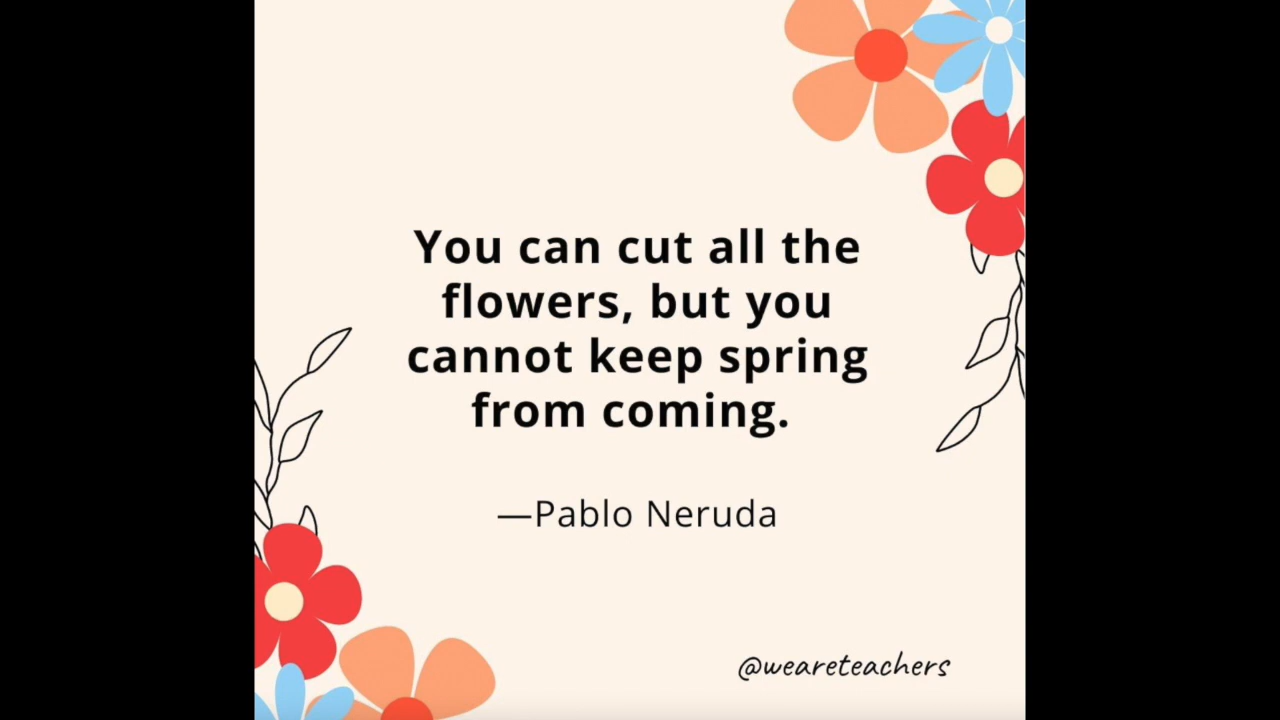 You can cut all the
flowers, but you
cannot keep spring
from coming.
—Pablo Neruda
@weareteachers